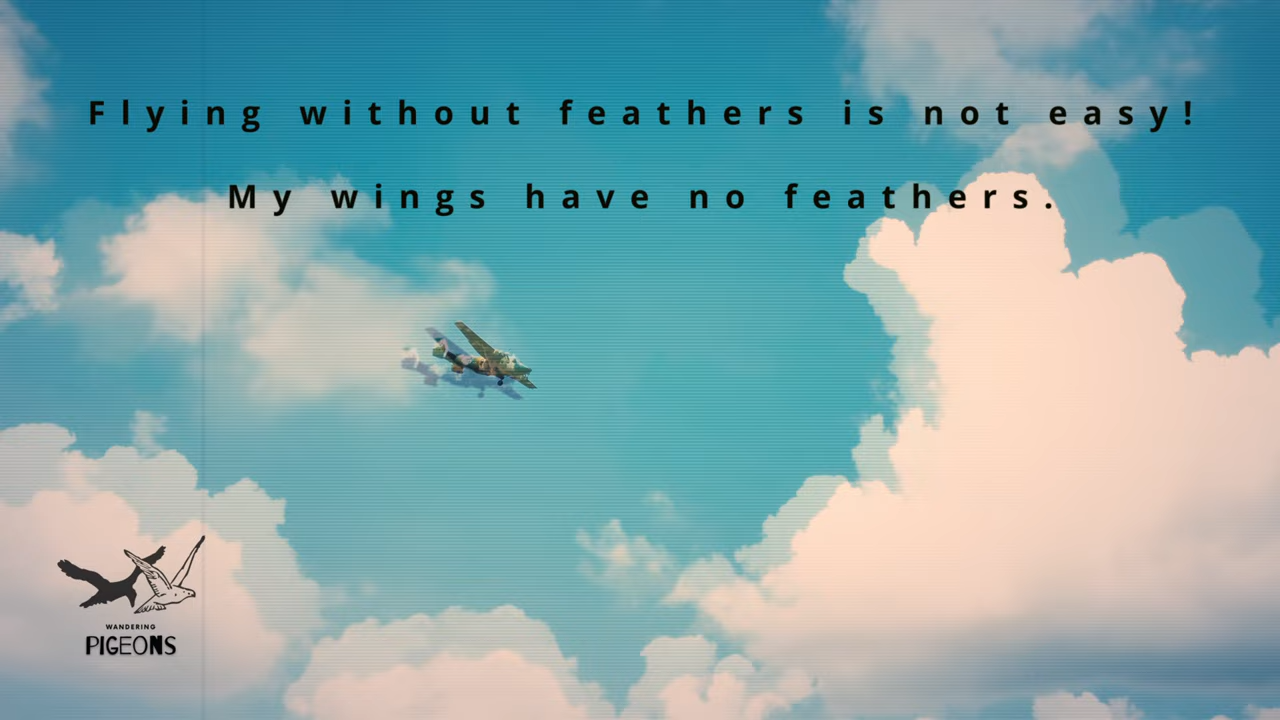 Flying without feathers is not easy!
My wings have no feathers.
WANDERING
PIGEONS